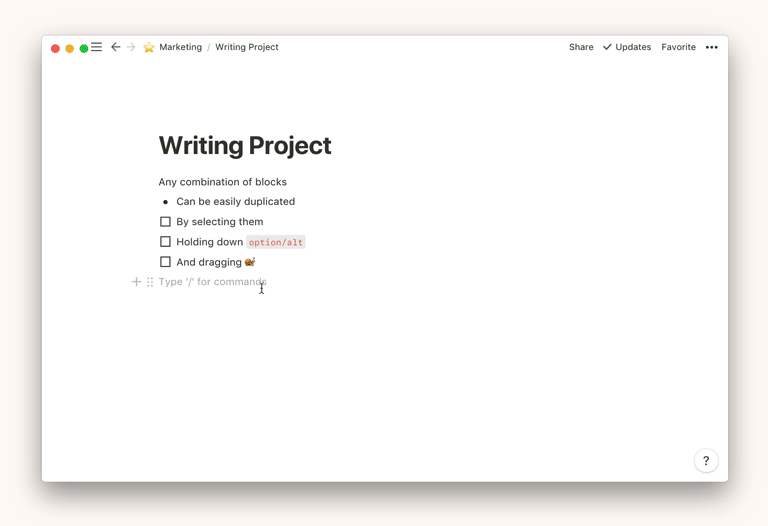 Marketing / Writing Project
Share Updates Favorite •••
Writing Project
Any combination of blocks
• Can be easily duplicated
By selecting them
Holding down option/alt
And dragging 🐌
Type '/' for commands
?